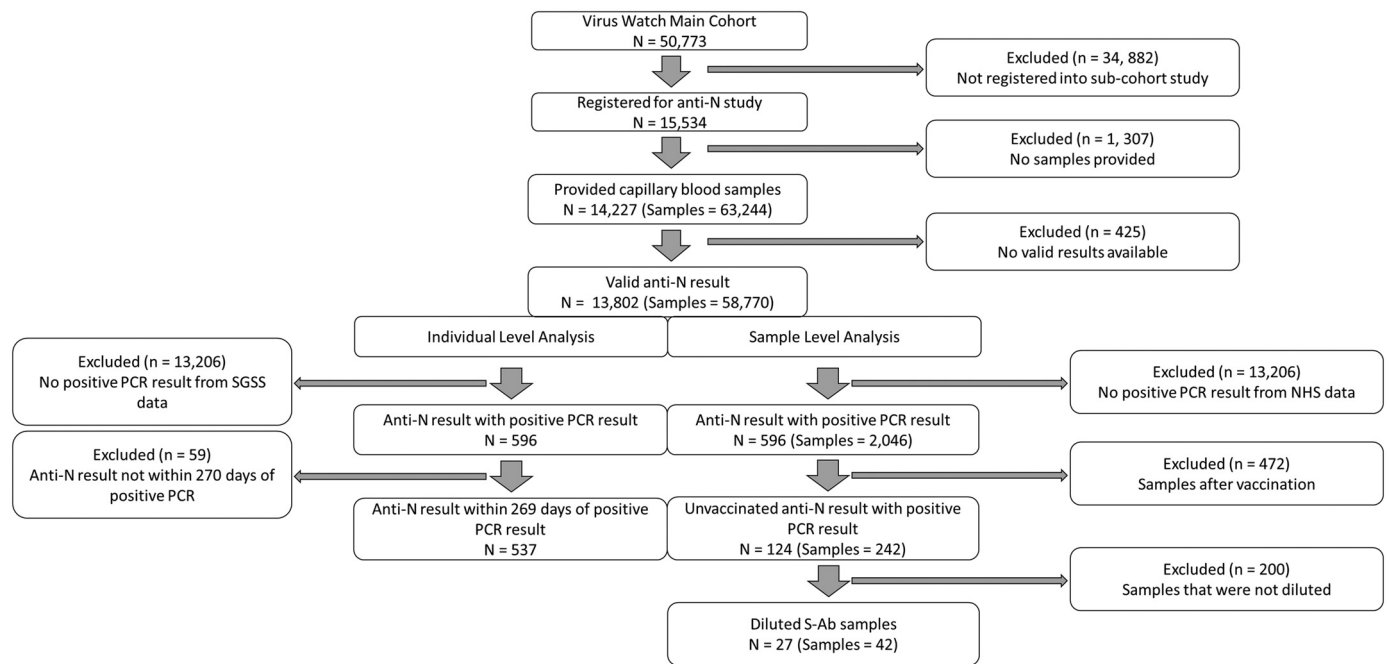 Virus Watch Main Cohort
N = 50,773
Excluded (n = 34, 882)
Not registered into sub-cohort study
Registered for anti-N study
N = 15,534
Excluded (n = 1, 307)
No samples provided
Provided capillary blood samples
N = 14,227 (Samples = 63,244)
Excluded (n = 425)
No valid results available
Valid anti-N result
N =  13,802 (Samples = 58,770)
Individual Level Analysis
Sample Level Analysis
Excluded (n = 13,206)
No positive PCR result from SGSS
data
Excluded (n = 13,206)
No positive PCR result from NHS data
Anti-N result with positive PCR result
N = 596
Anti-N result with positive PCR result
N = 596 (Samples = 2,046)
Excluded (n = 59)
Anti-N result not within 270 days of
positive PCR
Excluded (n = 472)
Samples after vaccination
Anti-N result within 269 days of positive
PCR result
N = 537
Unvaccinated anti-N result with positive
PCR result
N = 124 (Samples = 242)
Excluded (n = 200)
Samples that were not diluted
Diluted S-Ab samples
N = 27 (Samples = 42)